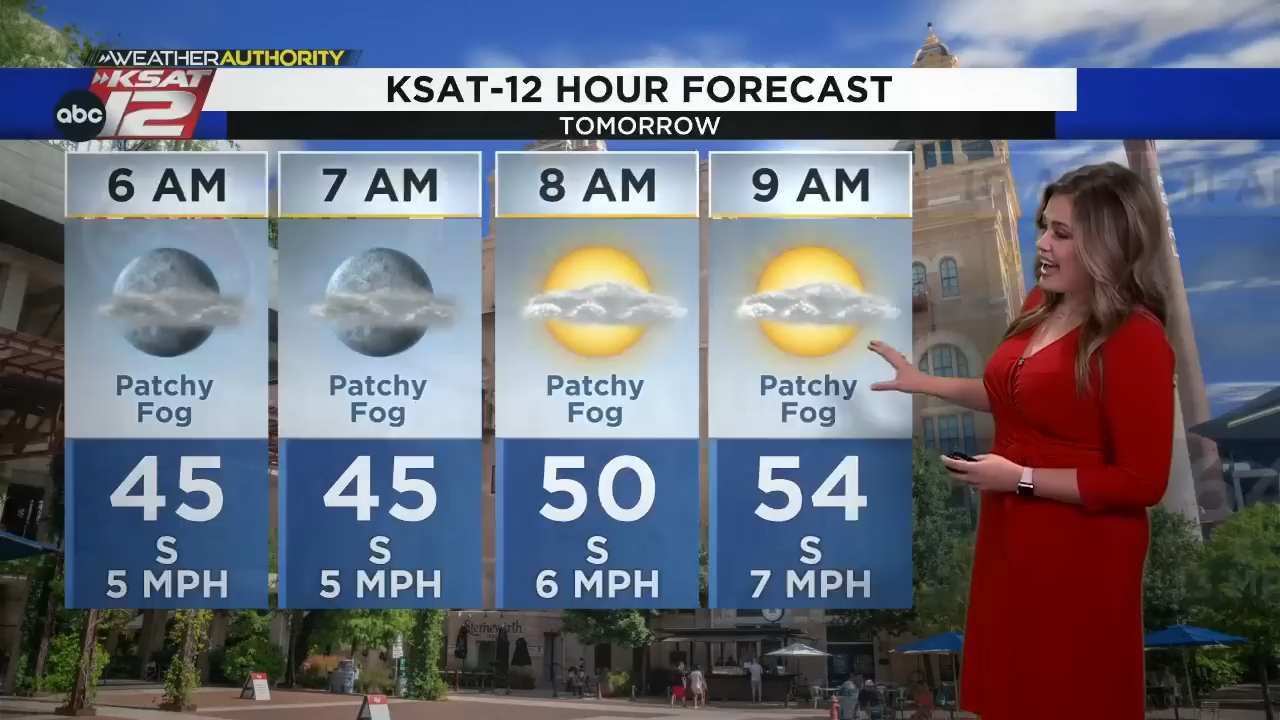 WEATHERAUTHORITY
KSAT
abc 12
KSAT-12 HOUR FORECAST
TOMORROW
6 AM
7 AM
8 AM
9 AM
Patchy
Fog
Patchy
Fog
Patchy
Fog
Patchy
Fog
45
45
50
54
S
S
S
S
5 MPH
5 MPH
6 MPH
7 MPH